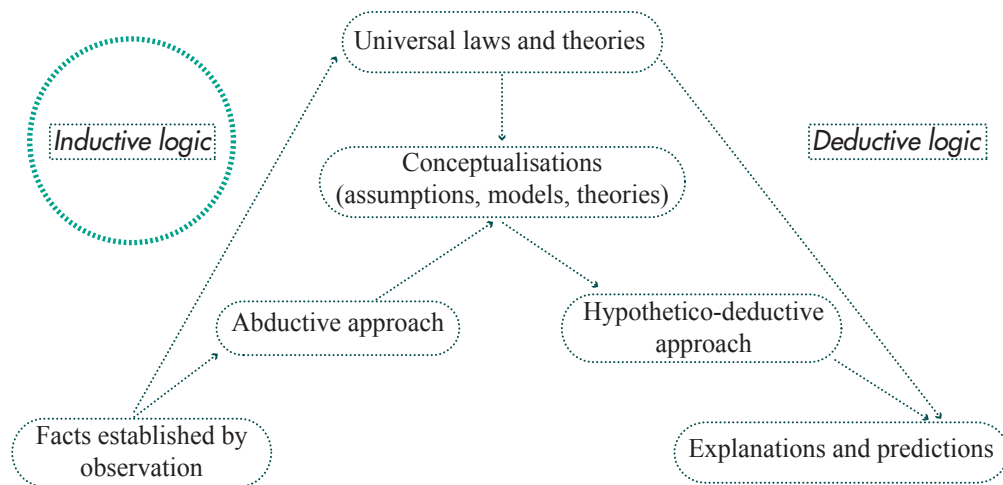 Universal laws and theories
Inductive logic
Deductive logic
Conceptualisations
(assumptions, models, theories)
Abductive approach
Hypothetico-deductive
approach
Facts established by
observation
Explanations and predictions